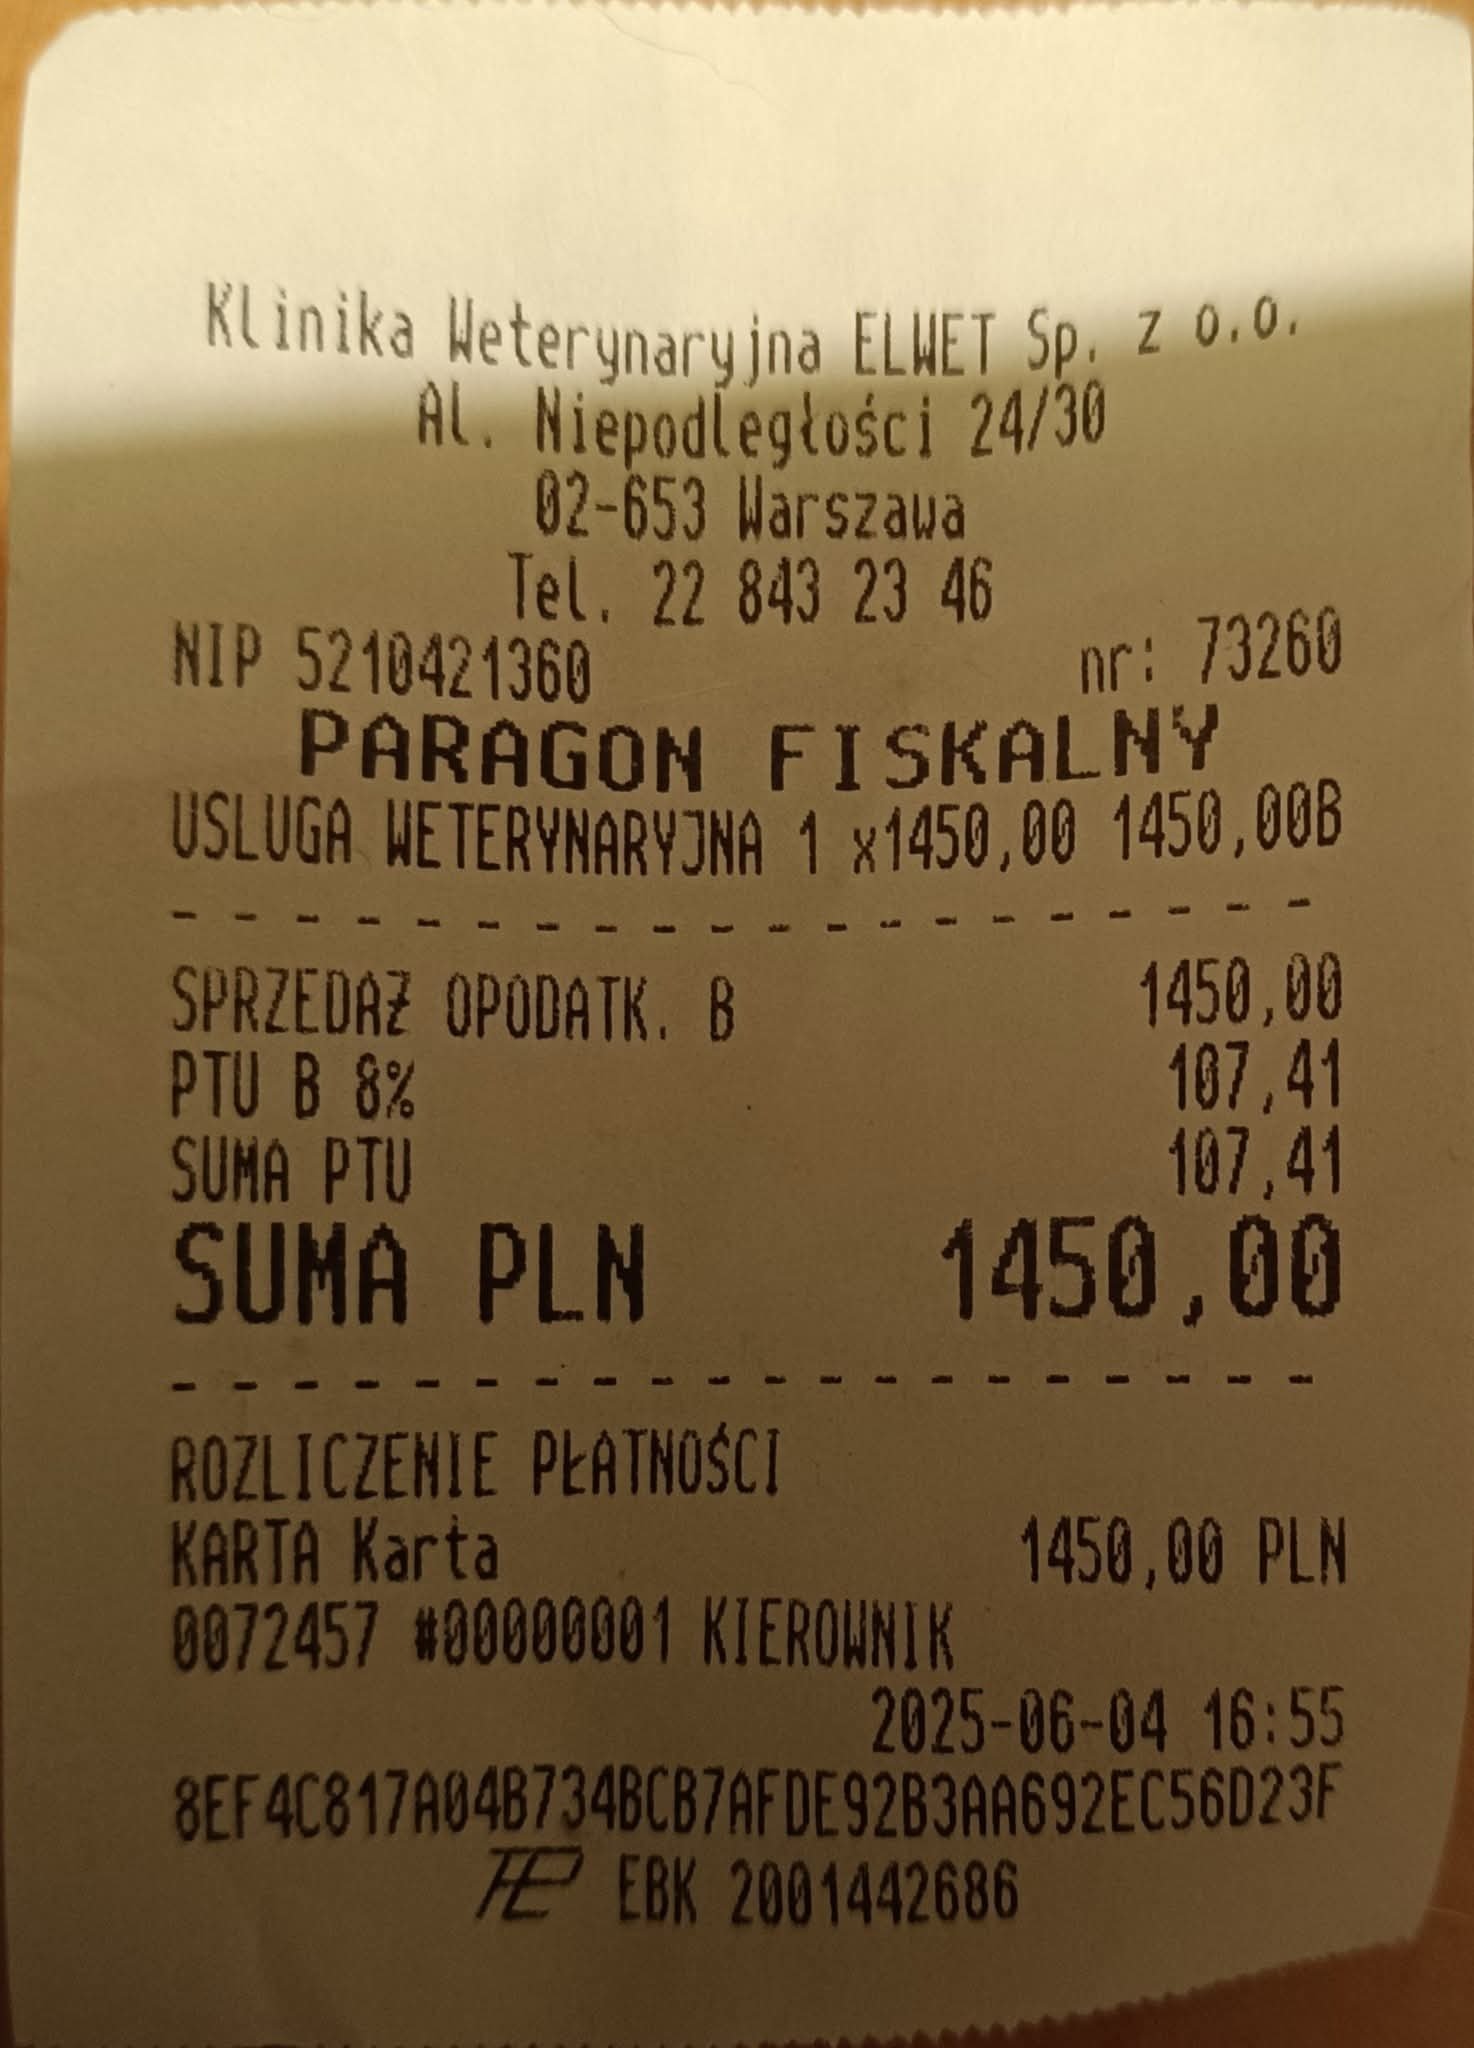 Klinika Weterynaryjna ELWET Sp. z o.o.
Al. Niepodległości 24/30
02-653 Warszawa
Tel. 22 843 23 46
NIP 5210421360 nr: 73260
PARAGON FISKALNY
USLUGA WETERYNARYJNA 1 x1450,00 1450,00B
- - - - - - - - - - - - - - - - - - - -
SPRZEDAŻ OPODATK. B 1450,00
PTU B 8% 107,41
SUMA PTU 107,41
SUMA PLN 1450,00
- - - - - - - - - - - - - - - - - - - -
ROZLICZENIE PŁATNOŚCI
KARTA Karta 1450,00 PLN
0072457 #00000001 KIEROWNIK
2025-06-04 16:55
8EF4C817A04B734BCB7AFDE92B3AA692EC56D23F
EBK 2001442686